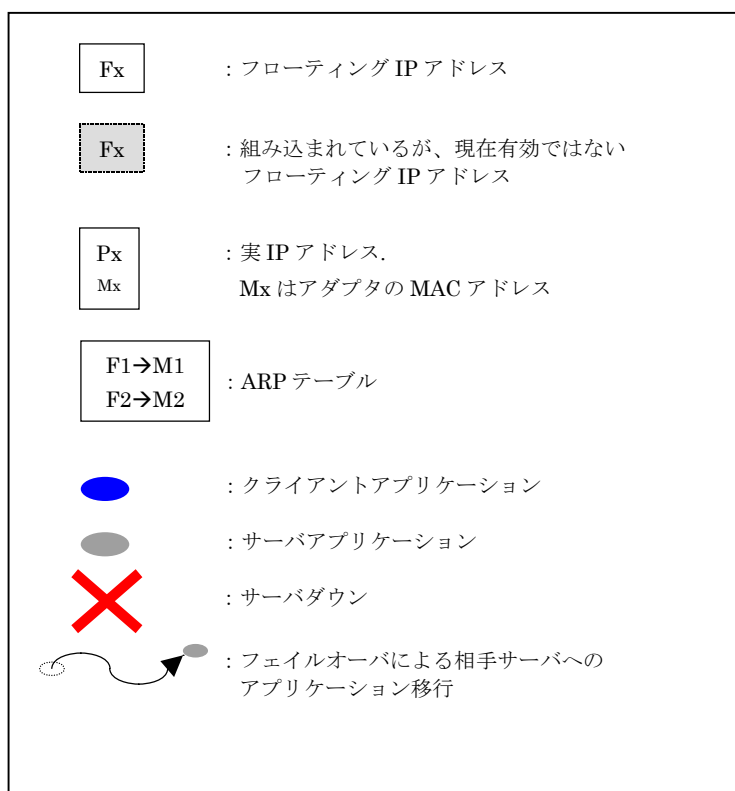 Fx
：フローティング IP アドレス
Fx
：組み込まれているが、現在有効ではない
フローティング IP アドレス
Px
Mx
：実 IP アドレス.
Mx はアダプタの MAC アドレス
F1→M1
F2→M2
：ARP テーブル
：クライアントアプリケーション
：サーバアプリケーション
：サーバダウン
：フェイルオーバによる相手サーバへの
アプリケーション移行